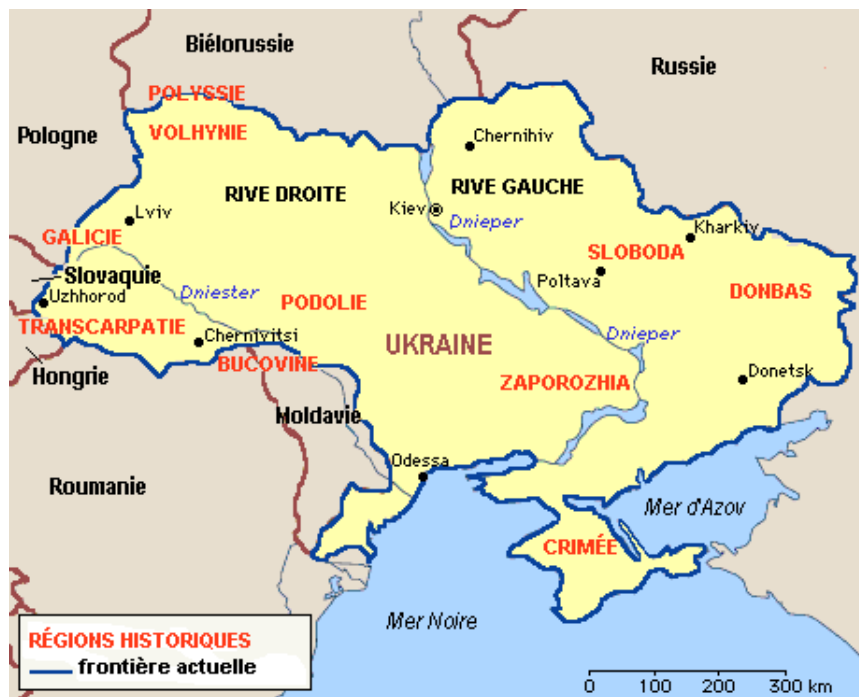 Biélorussie
Russie
POLYSSIE
Pologne
VOLHYNIE
Chernihiv
RIVE DROITE
RIVE GAUCHE
Kiev
Lviv
Dnieper
GALICIE
Kharkiv
SLOBODA
Slovaquie
Poltava
Uzhhorod
Dniester
PODOLIE
DONBAS
TRANSCARPATIE
Chernivitsi
UKRAINE
Dnieper
BUCOVINE
Hongrie
ZAPOROZHIA
Donetsk
Moldavie
Odessa
Roumanie
Mer d'Azov
CRIMÉE
Mer Noire
RÉGIONS HISTORIQUES
frontière actuelle
0 100 200 300 km